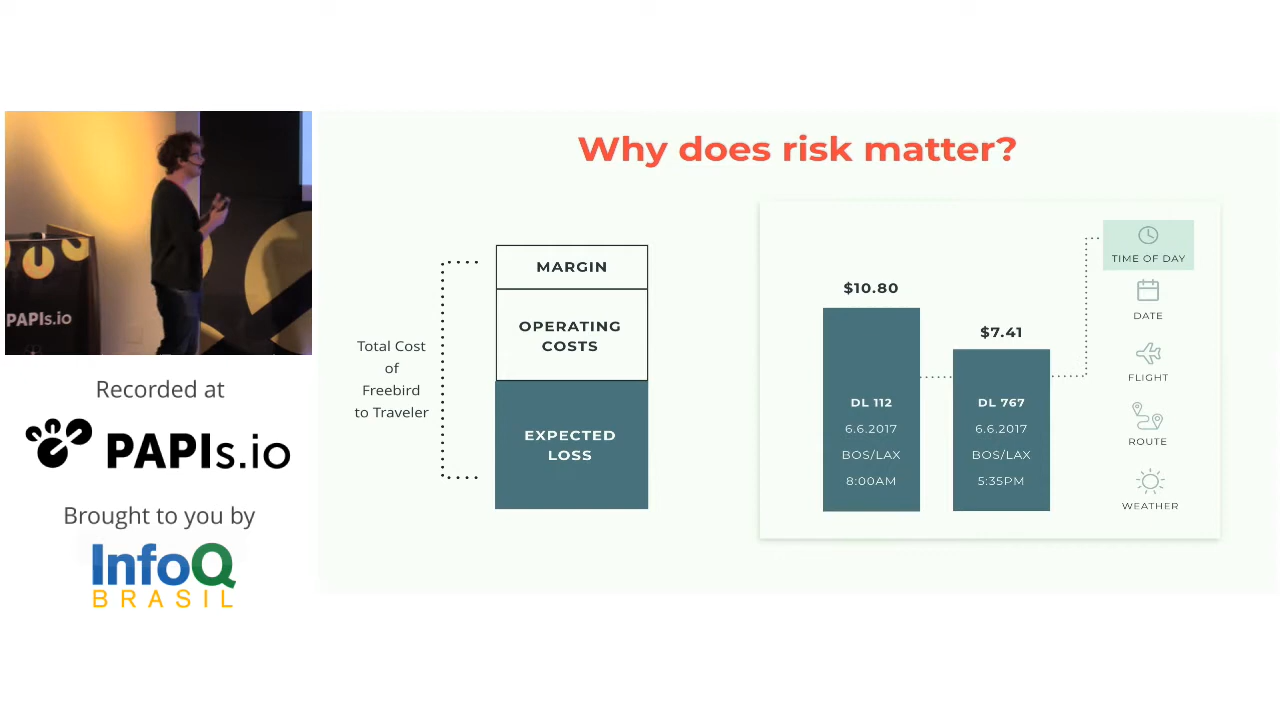 Why does risk matter?
PAPIs.io
Recorded at
PAPIs.io
Brought to you by
InfoQ
BRASIL
Total Cost
of
Freebird
to Traveler
MARGIN
OPERATING
COSTS
EXPECTED
LOSS
$10.80
DL 112
6.6.2017
BOS/LAX
8:00AM
$7.41
DL 767
6.6.2017
BOS/LAX
5:35PM
TIME OF DAY
DATE
FLIGHT
ROUTE
WEATHER